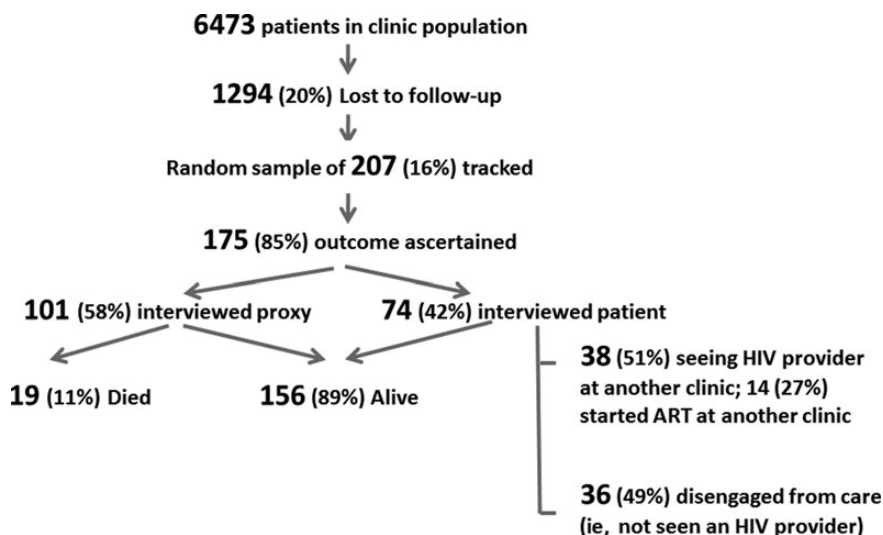 6473 patients in clinic population
1294 (20%) Lost to follow-up
Random sample of 207 (16%) tracked
175 (85%) outcome ascertained
101 (58%) interviewed proxy
74 (42%) interviewed patient
19 (11%) Died
156 (89%) Alive
38 (51%) seeing HIV provider
at another clinic; 14 (27%)
started ART at another clinic
36 (49%) disengaged from care
(ie, not seen an HIV provider)